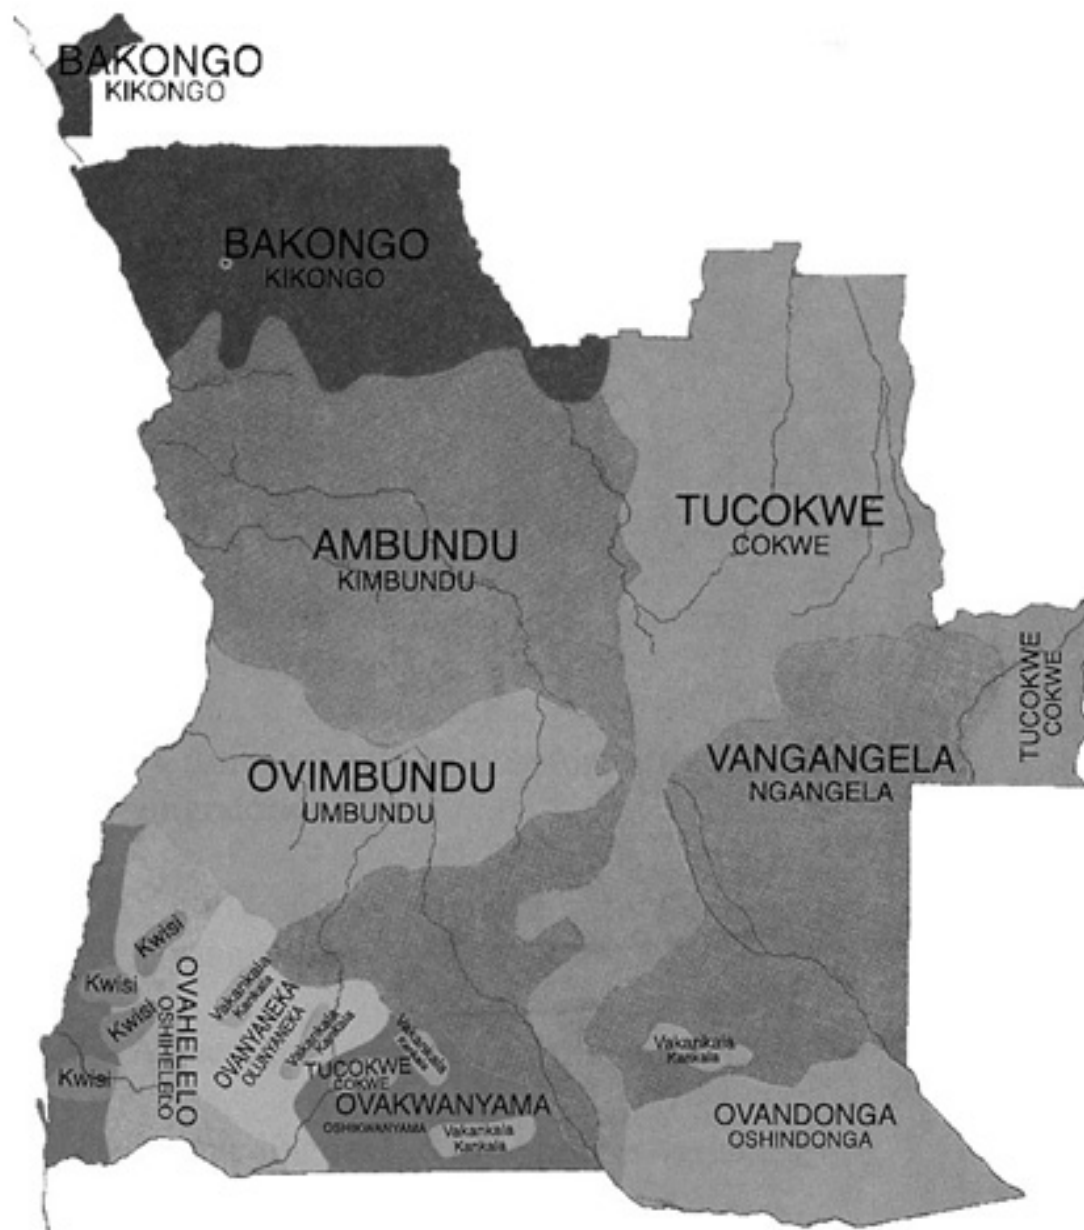 BAKONGO
KIKONGO
BAKONGO
KIKONGO
TUCOKWE
COKWE
AMBUNDU
KIMBUNDU
TUCOKWE
COKWE
VANGANGELA
NGANGELA
OVIMBUNDU
UMBUNDU
Kwisi
Kwisi
Kwisi
Kwisi
OVAHELELO
OSHIHELELO
Vakankala
Kankala
OVANYANEKA
OLUNYANEKA
Vakankala
Kankala
Vakankala
Kankala
TUCOKWE
COKWE
OVAKWANYAMA
OSHIKWANYAMA
Vakankala
Kankala
Vakankala
Kankala
OVANDONGA
OSHINDONGA